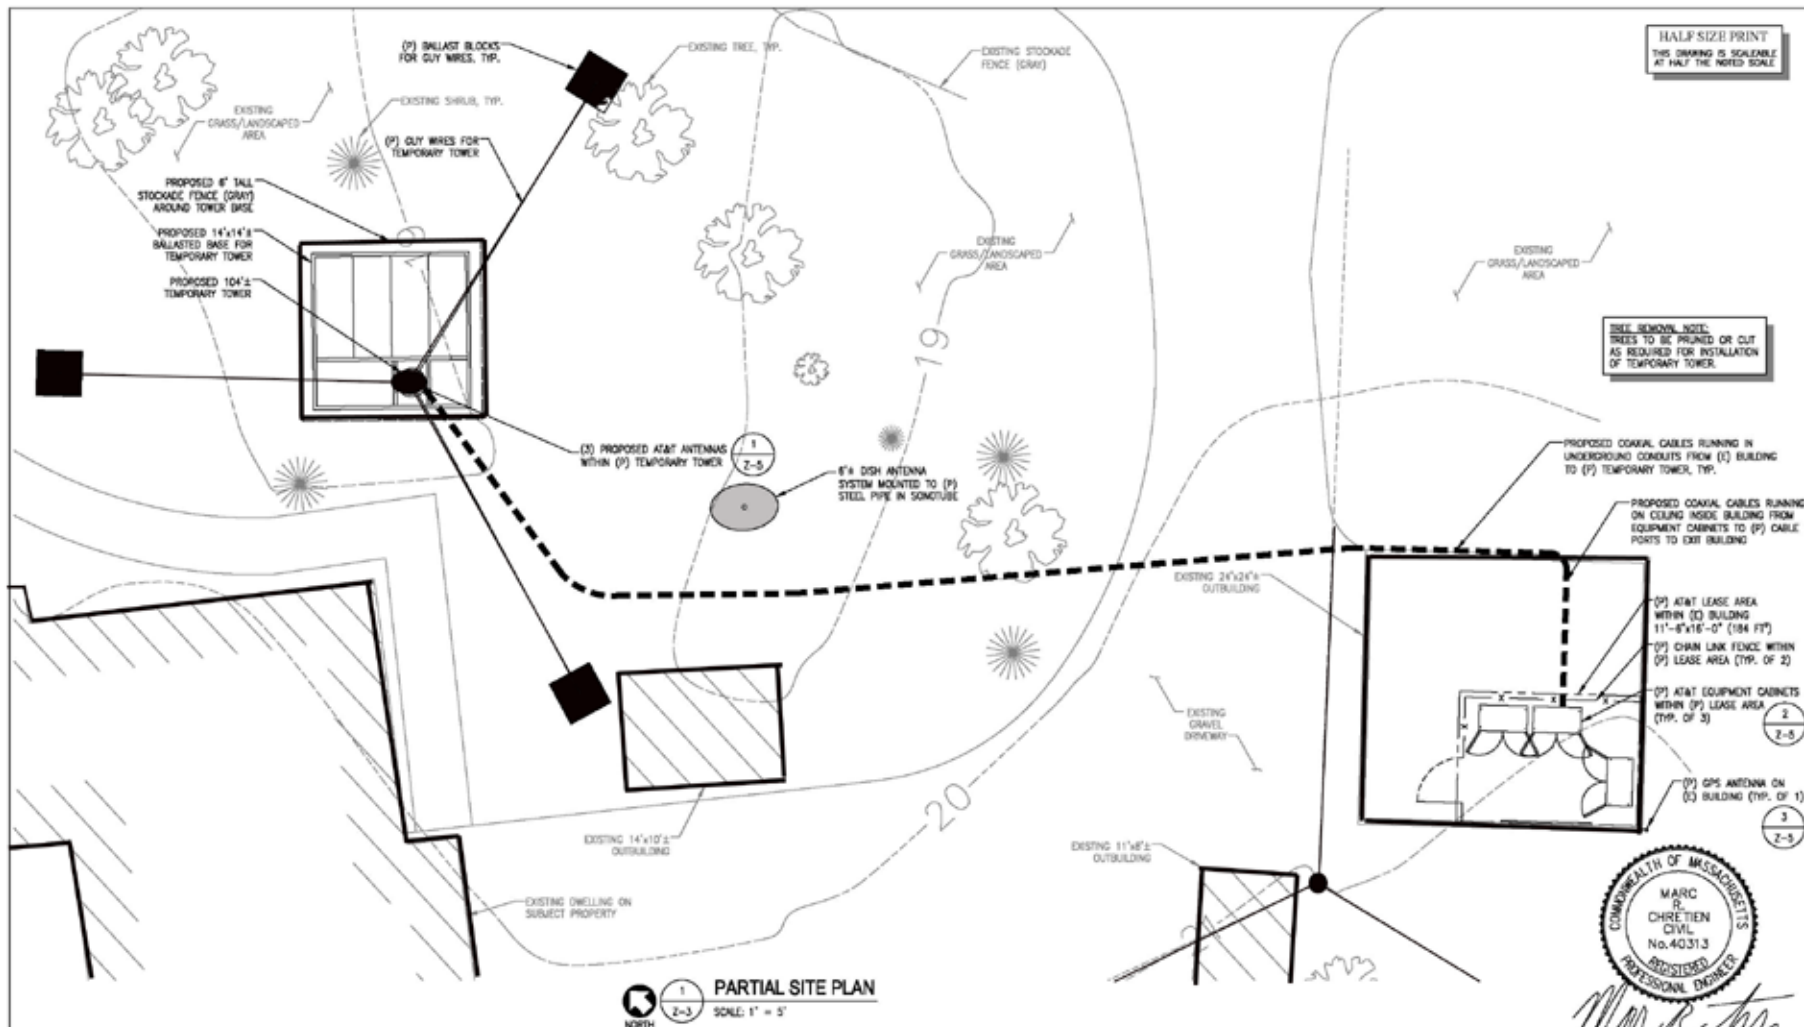 HALF SIZE PRINT
THIS DRAWING IS SCALEABLE
AT HALF THE NOTED SCALE
(P) BALLAST BLOCKS
FOR GUY WIRES, TYP.
EXISTING TREE, TYP.
EXISTING STOCKADE
FENCE (GRAY)
EXISTING
GRASS/LANDSCAPED
AREA
EXISTING SHRUB, TYP.
(P) GUY WIRES FOR
TEMPORARY TOWER
PROPOSED 6' TALL
STOCKADE FENCE (GRAY)
AROUND TOWER BASE
PROPOSED 14'x14'±
BALLASTED BASE FOR
TEMPORARY TOWER
PROPOSED 104'±
TEMPORARY TOWER
EXISTING
GRASS/LANDSCAPED
AREA
EXISTING
GRASS/LANDSCAPED
AREA
19
TREE REMOVAL NOTE:
TREES TO BE PRUNED OR CUT
AS REQUIRED FOR INSTALLATION
OF TEMPORARY TOWER.
(3) PROPOSED AT&T ANTENNAS
WITHIN (P) TEMPORARY TOWER
1
Z-5
6'± DISH ANTENNA
SYSTEM MOUNTED TO (P)
STEEL PIPE IN SONOTUBE
PROPOSED COAXIAL CABLES RUNNING IN
UNDERGROUND CONDUITS FROM (E) BUILDING
TO (P) TEMPORARY TOWER, TYP.
PROPOSED COAXIAL CABLES RUNNING
ON CEILING INSIDE BUILDING FROM
EQUIPMENT CABINETS TO (P) CABLE
PORTS TO EXIT BUILDING
EXISTING 24'x24'±
OUTBUILDING
(P) AT&T LEASE AREA
WITHIN (E) BUILDING
11'-6"x16'-0" (184 FT²)
(P) CHAIN LINK FENCE WITHIN
(P) LEASE AREA (TYP. OF 2)
(P) AT&T EQUIPMENT CABINETS
WITHIN (P) LEASE AREA
(TYP. OF 3)
2
Z-5
EXISTING
GRAVEL
DRIVEWAY
(P) GPS ANTENNA ON
(E) BUILDING (TYP. OF 1)
3
Z-5
20
EXISTING 14'x10'±
OUTBUILDING
EXISTING 11'x8'±
OUTBUILDING
EXISTING DWELLING ON
SUBJECT PROPERTY
COMMONWEALTH OF MASSACHUSETTS
MARC
R.
CHRETIEN
CIVIL
No.40313
REGISTERED
PROFESSIONAL ENGINEER
NORTH
1
Z-3
PARTIAL SITE PLAN
SCALE: 1" = 5'